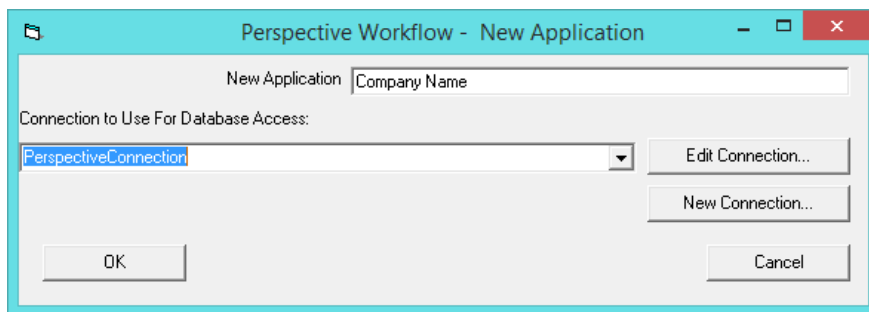 Perspective Workflow - New Application
New Application Company Name
Connection to Use For Database Access:
PerspectiveConnection Edit Connection...
New Connection...
OK Cancel